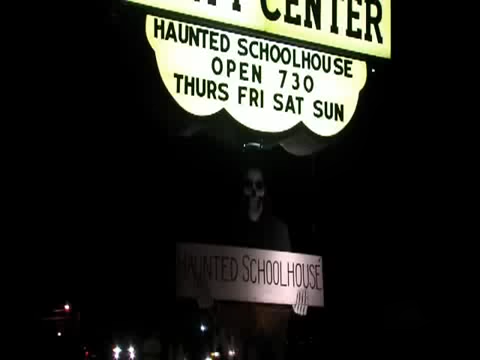 CENTER
HAUNTED SCHOOLHOUSE
OPEN 730
THURS FRI SAT SUN
HAUNTED SCHOOLHOUSE